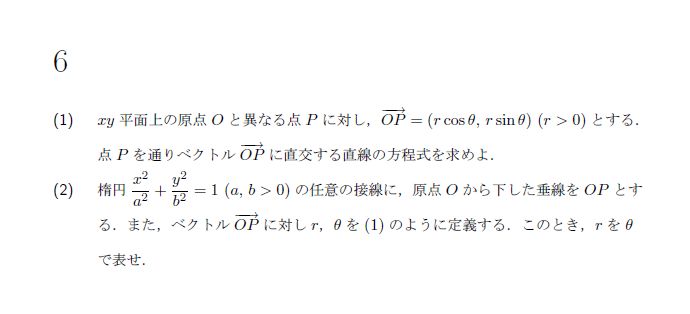 6
(1) xy 平面上の原点 O と異なる点 P に対し，$\overrightarrow{OP} = (r\cos\theta, r\sin\theta)$ (r > 0) とする．
点 P を通りベクトル $\overrightarrow{OP}$ に直交する直線の方程式を求めよ．
(2) 楕円 $\frac{x^2}{a^2} + \frac{y^2}{b^2} = 1$ (a, b > 0) の任意の接線に，原点 O から下した垂線を OP とす
る．また，ベクトル $\overrightarrow{OP}$ に対し r，θ を (1) のように定義する．このとき，r を θ
で表せ．